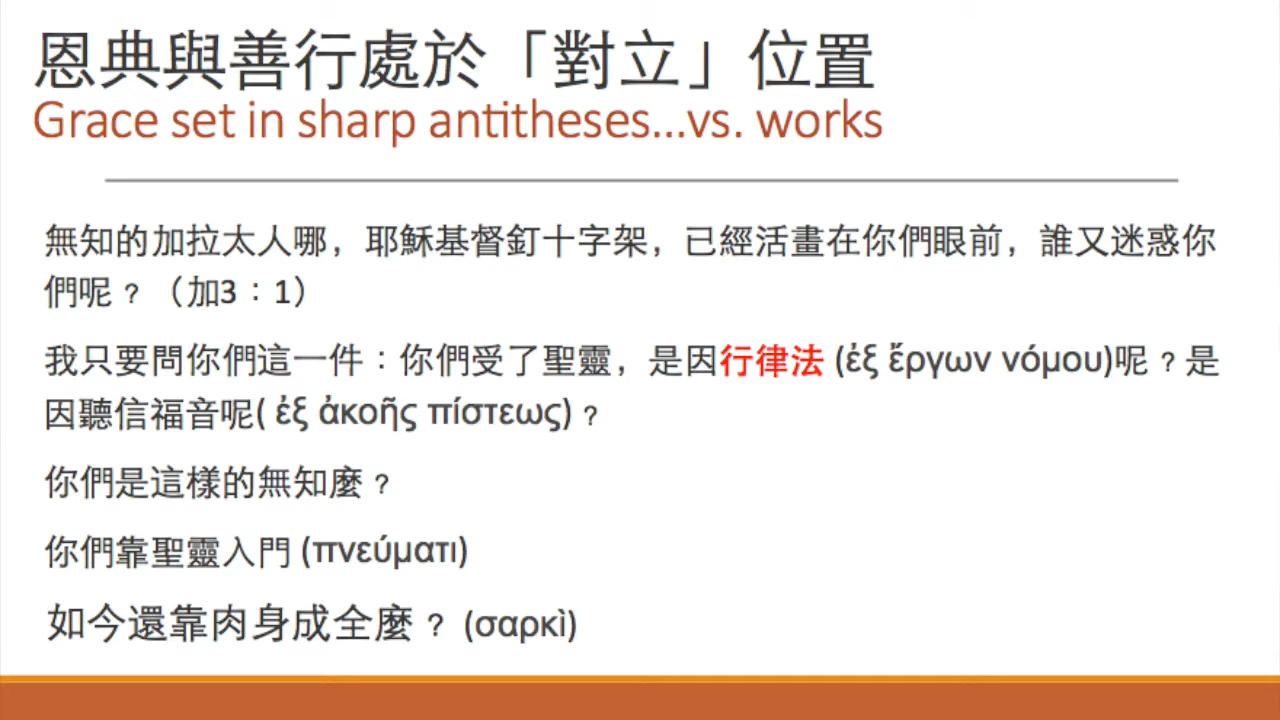 恩典與善行處於「對立」位置
Grace set in sharp antitheses...vs. works
無知的加拉太人哪，耶穌基督釘十字架，已經活畫在你們眼前，誰又迷惑你
們呢？（加3：1）
我只要問你們這一件：你們受了聖靈，是因行律法 (ἐξ ἔργων νόμου)呢？是
因聽信福音呢( ἐξ ἀκοῆς πίστεως)？
你們是這樣的無知麼？
你們靠聖靈入門 (πνεύματι)
如今還靠肉身成全麼？ (σαρκὶ)